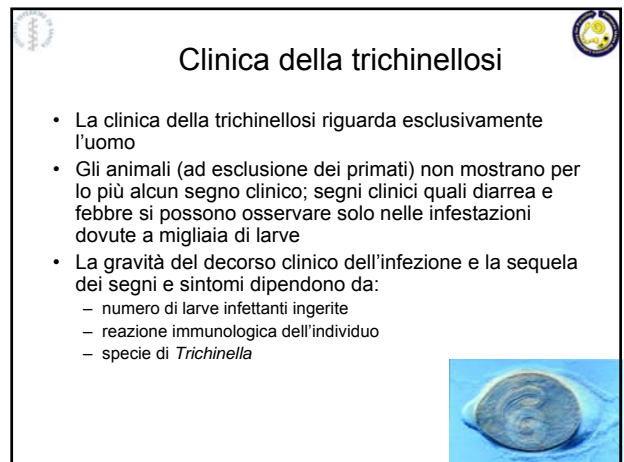 Clinica della trichinellosi
• La clinica della trichinellosi riguarda esclusivamente
l'uomo
• Gli animali (ad esclusione dei primati) non mostrano per
lo più alcun segno clinico; segni clinici quali diarrea e
febbre si possono osservare solo nelle infestazioni
dovute a migliaia di larve
• La gravità del decorso clinico dell'infezione e la sequela
dei segni e sintomi dipendono da:
– numero di larve infettanti ingerite
– reazione immunologica dell'individuo
– specie di Trichinella